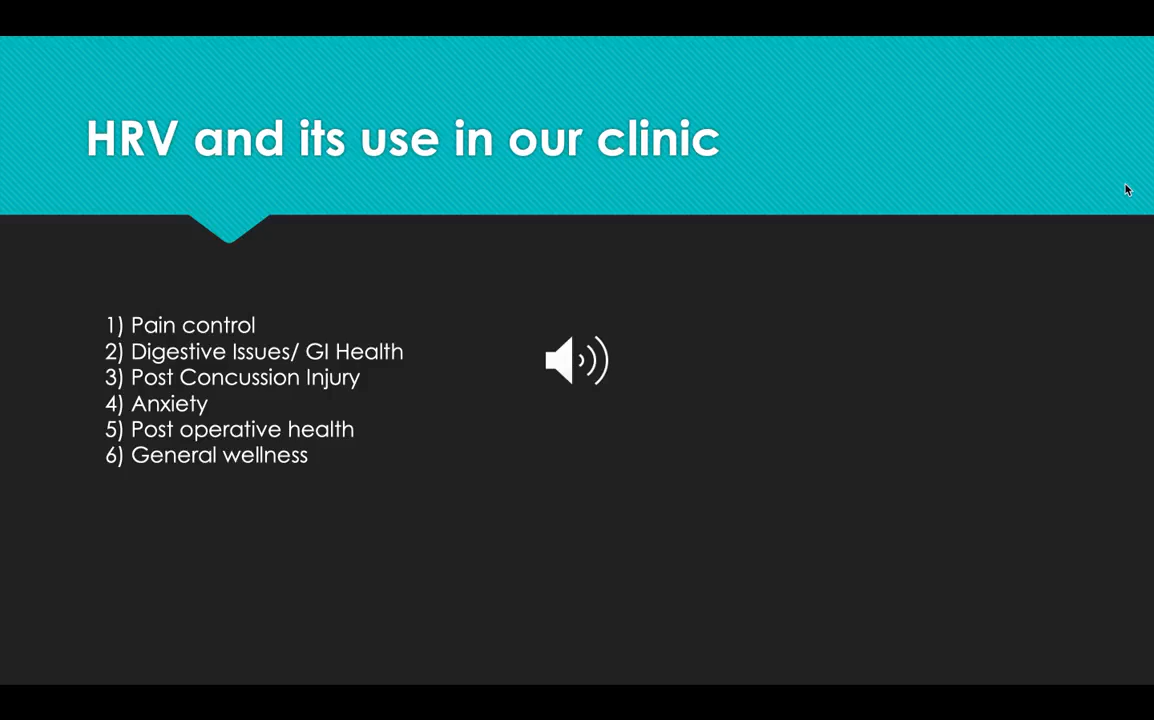 HRV and its use in our clinic
1) Pain control
2) Digestive Issues/ GI Health
3) Post Concussion Injury
4) Anxiety
5) Post operative health
6) General wellness